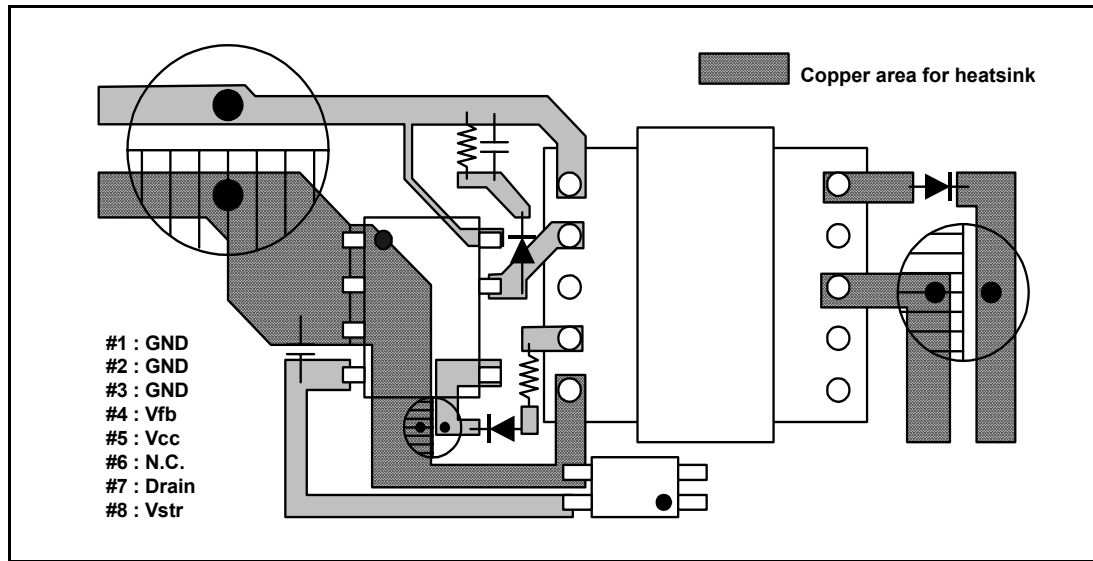 Copper area for heatsink
#1 : GND
#2 : GND
#3 : GND
#4 : Vfb
#5 : Vcc
#6 : N.C.
#7 : Drain
#8 : Vstr